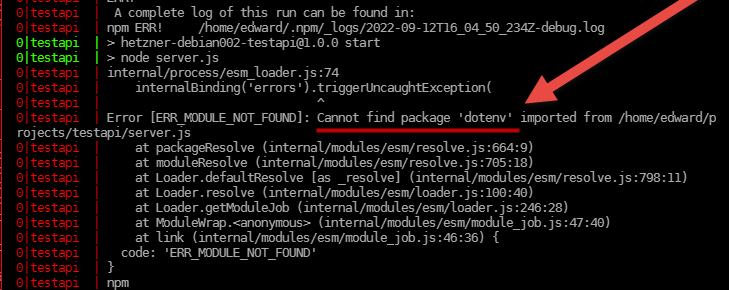 0|testapi  |  A complete log of this run can be found in:
0|testapi  | npm ERR!     /home/edward/.npm/_logs/2022-09-12T16_04_50_234Z-debug.log
0|testapi  | > hetzner-debian002-testapi@1.0.0 start
0|testapi  | > node server.js
0|testapi  | internal/process/esm_loader.js:74
0|testapi  |     internalBinding('errors').triggerUncaughtException(
0|testapi  |                               ^
0|testapi  | Error [ERR_MODULE_NOT_FOUND]: Cannot find package 'dotenv' imported from /home/edward/p
rojects/testapi/server.js
0|testapi  |     at packageResolve (internal/modules/esm/resolve.js:664:9)
0|testapi  |     at moduleResolve (internal/modules/esm/resolve.js:705:18)
0|testapi  |     at Loader.defaultResolve [as _resolve] (internal/modules/esm/resolve.js:798:11)
0|testapi  |     at Loader.resolve (internal/modules/esm/loader.js:100:40)
0|testapi  |     at Loader.getModuleJob (internal/modules/esm/loader.js:246:28)
0|testapi  |     at ModuleWrap.<anonymous> (internal/modules/esm/module_job.js:47:40)
0|testapi  |     at link (internal/modules/esm/module_job.js:46:36) {
0|testapi  |   code: 'ERR_MODULE_NOT_FOUND'
0|testapi  | }
0|testapi  | npm